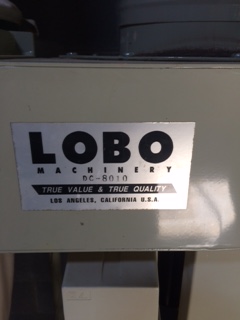 LOBO
MACHINERY
DC-8010
TRUE VALUE & TRUE QUALITY
LOS ANGELES, CALIFORNIA U.S.A